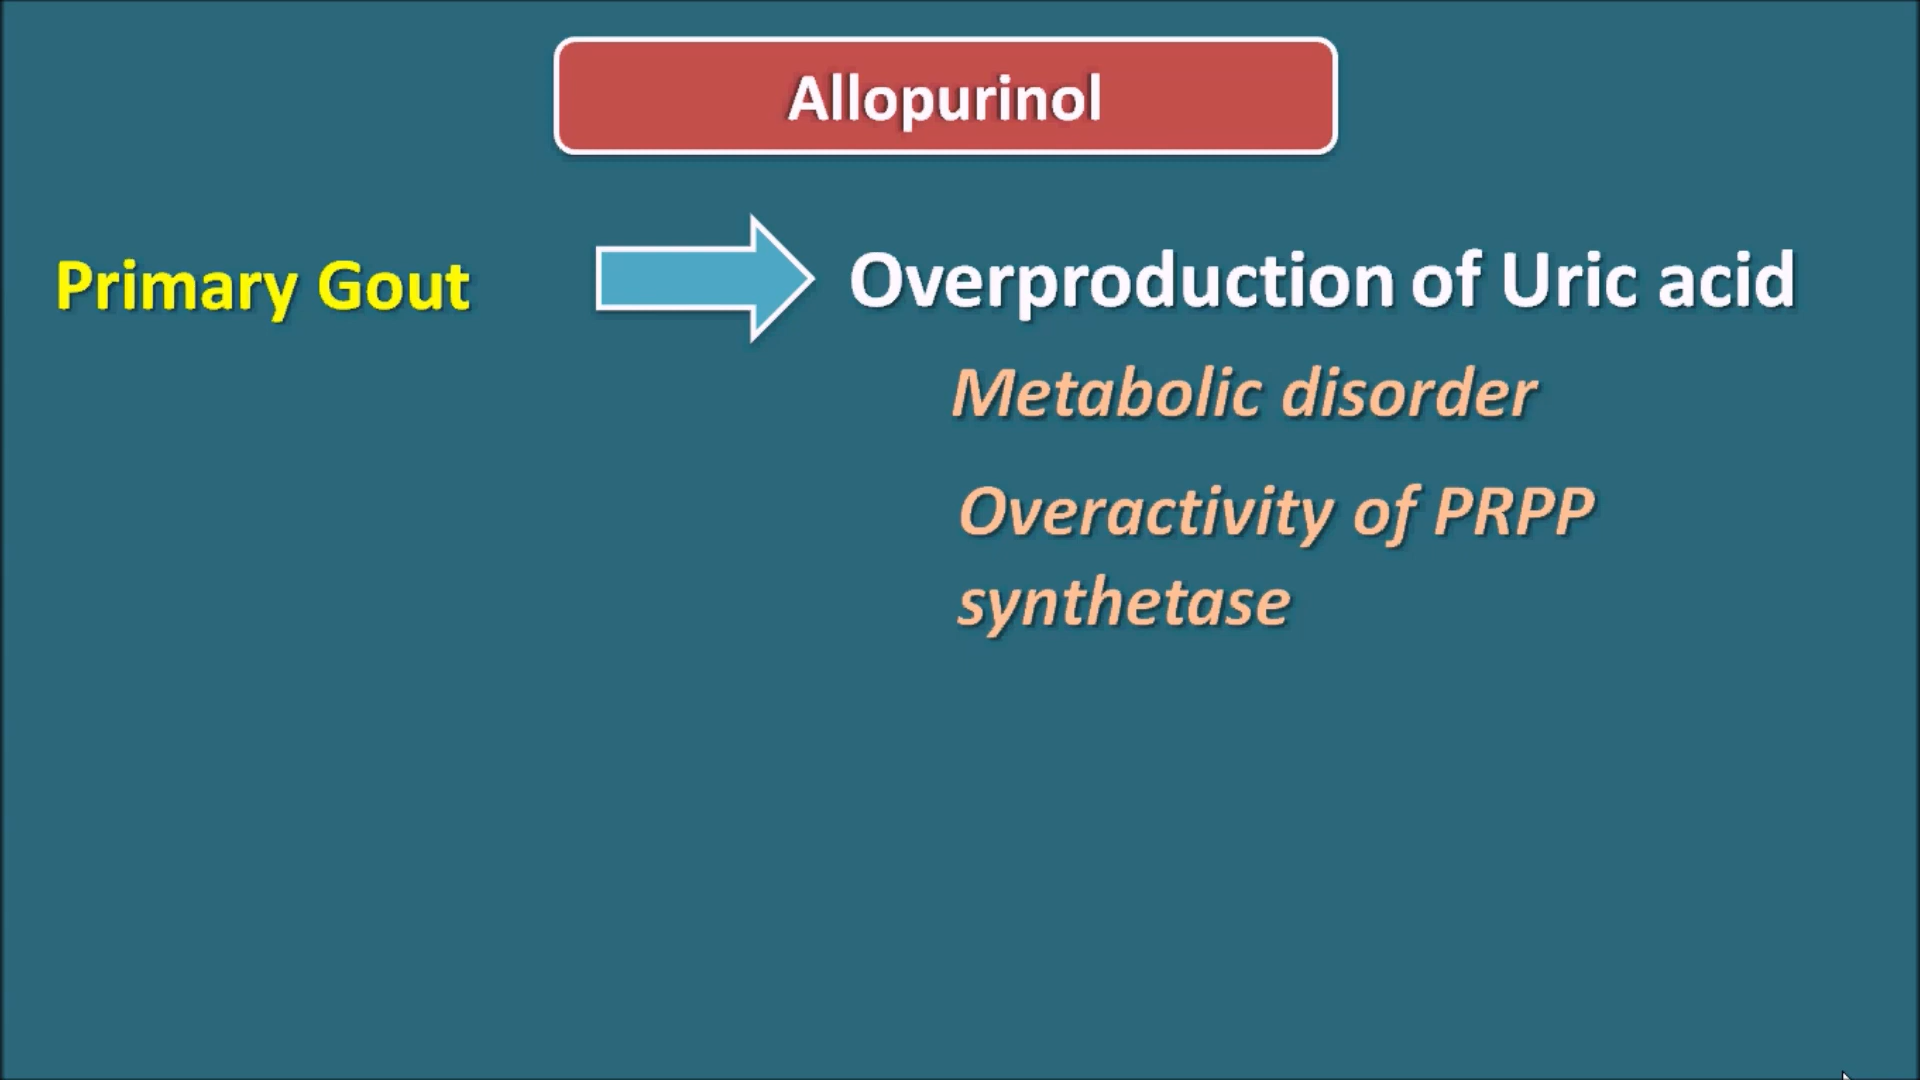 Allopurinol
Primary Gout
Overproduction of Uric acid
Metabolic disorder
Overactivity of PRPP
synthetase